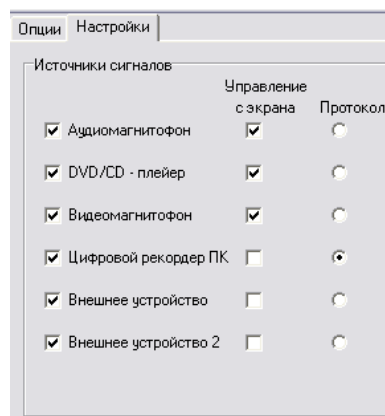 Опции Настройки
Источники сигналов
Управление
с экрана Протокол
Аудиомагнитофон
DVD/CD - плейер
Видеомагнитофон
Цифровой рекордер ПК
Внешнее устройство
Внешнее устройство 2